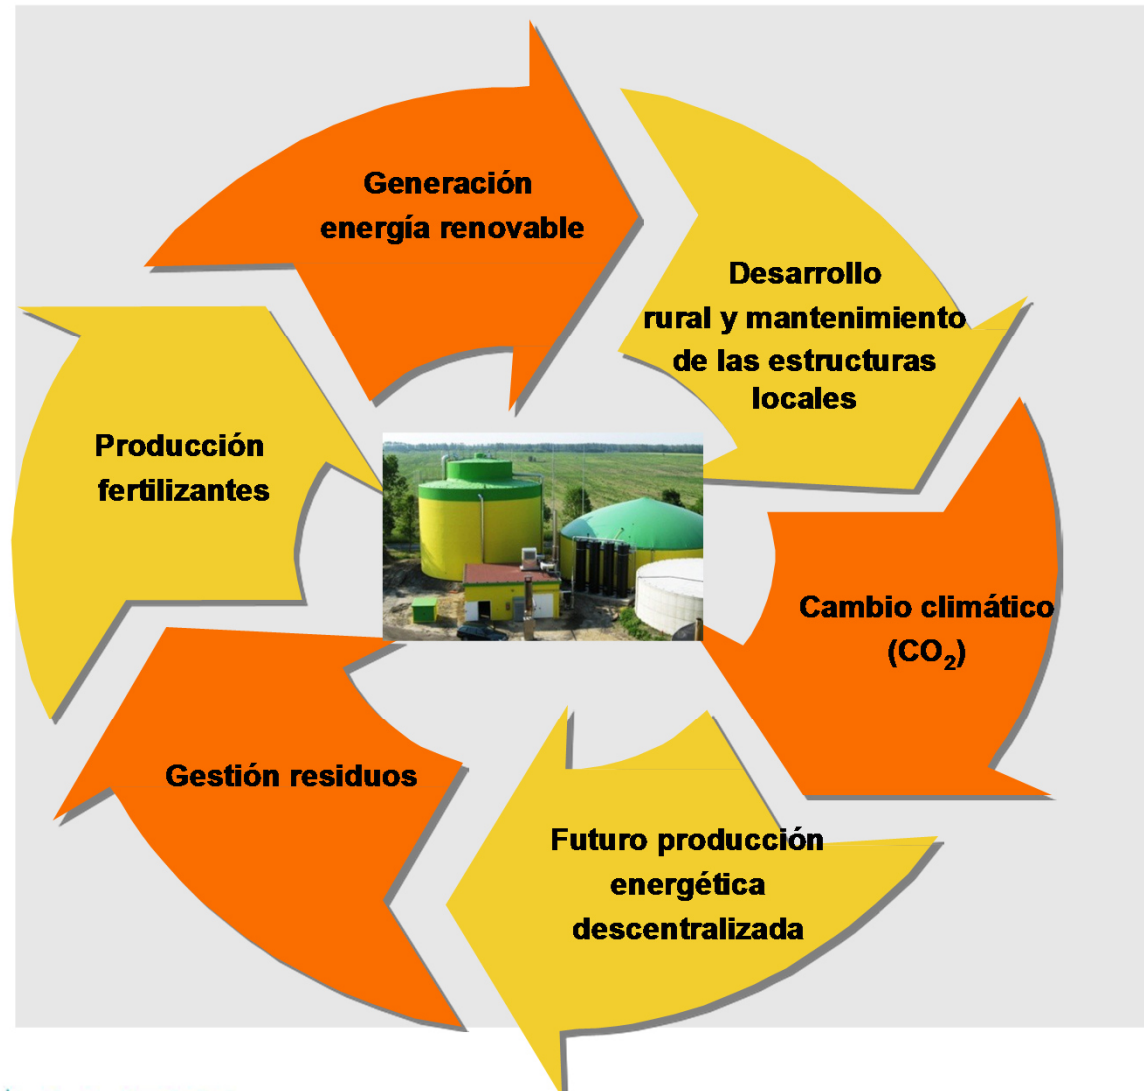 Generación
energía renovable
Desarrollo
rural y mantenimiento
de las estructuras
locales
Cambio climático
(CO₂)
Futuro producción
energética
descentralizada
Gestión residuos
Producción
fertilizantes